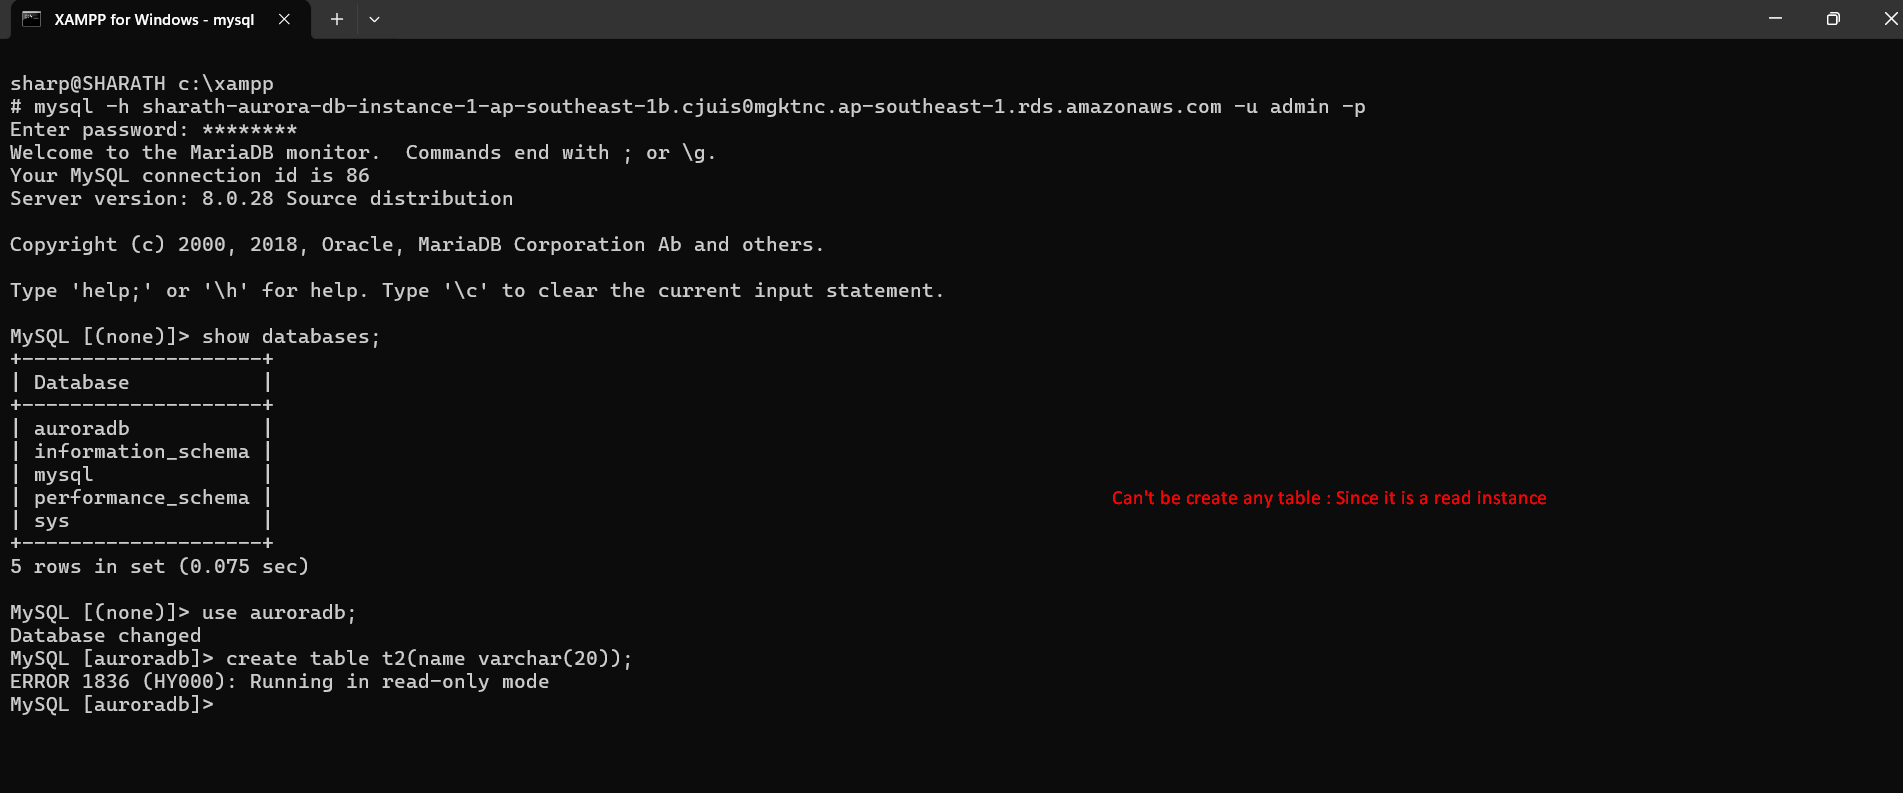 XAMPP for Windows - mysql
sharp@SHARATH c:\xampp
# mysql -h sharath-aurora-db-instance-1-ap-southeast-1b.cjuis0mgktnc.ap-southeast-1.rds.amazonaws.com -u admin -p
Enter password: ********
Welcome to the MariaDB monitor.  Commands end with ; or \g.
Your MySQL connection id is 86
Server version: 8.0.28 Source distribution
Copyright (c) 2000, 2018, Oracle, MariaDB Corporation Ab and others.
Type 'help;' or '\h' for help. Type '\c' to clear the current input statement.
MySQL [(none)]> show databases;
+--------------------+
| Database           |
+--------------------+
| auroradb           |
| information_schema |
| mysql              |
| performance_schema |
Can't be create any table : Since it is a read instance
| sys                |
+--------------------+
5 rows in set (0.075 sec)
MySQL [(none)]> use auroradb;
Database changed
MySQL [auroradb]> create table t2(name varchar(20));
ERROR 1836 (HY000): Running in read-only mode
MySQL [auroradb]>